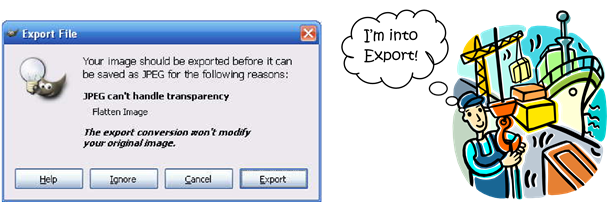 Export File
Your image should be exported before it can
be saved as JPEG for the following reasons:
JPEG can't handle transparency
Flatten Image
The export conversion won't modify
your original image.
Help
Ignore
Cancel
Export
I'm into
Export!